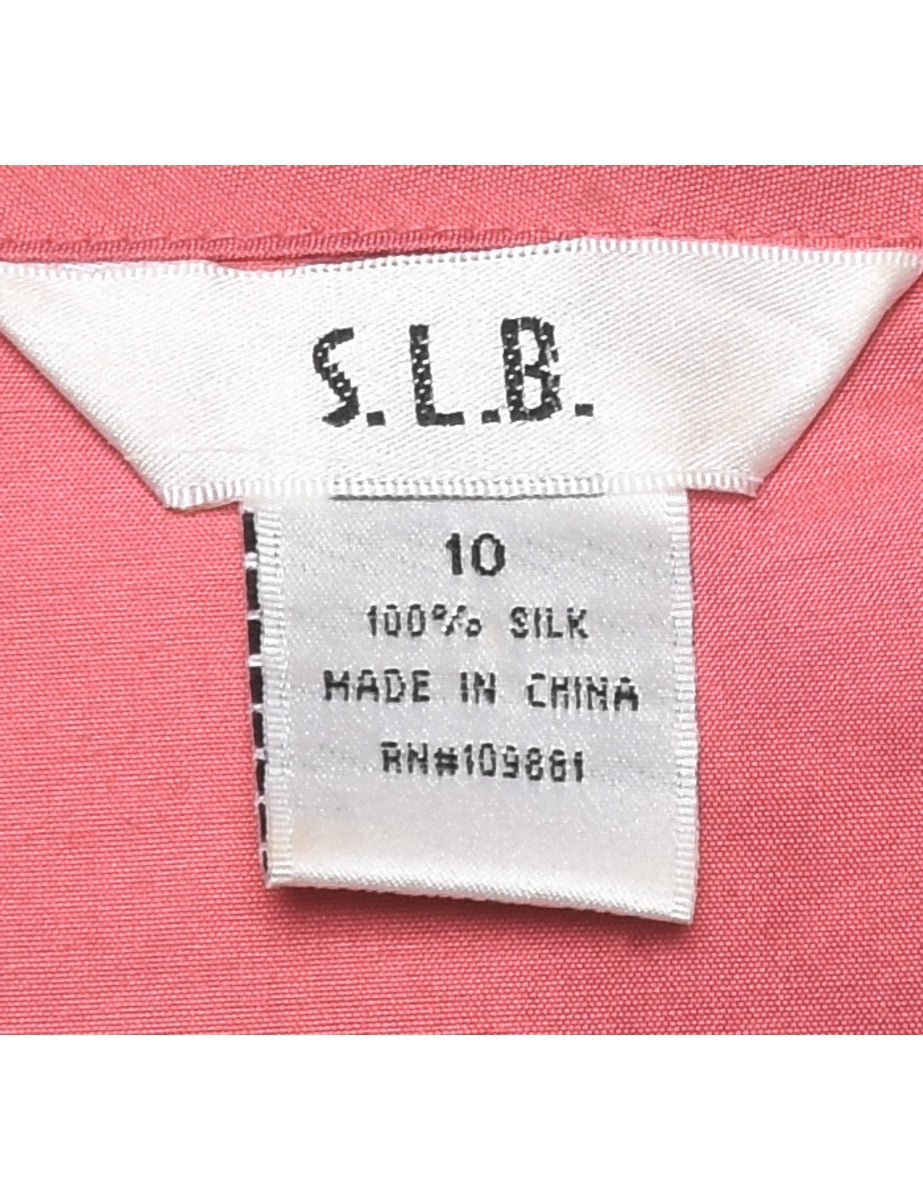 S.L.B.
10
100% SILK
MADE IN CHINA
RN#109881